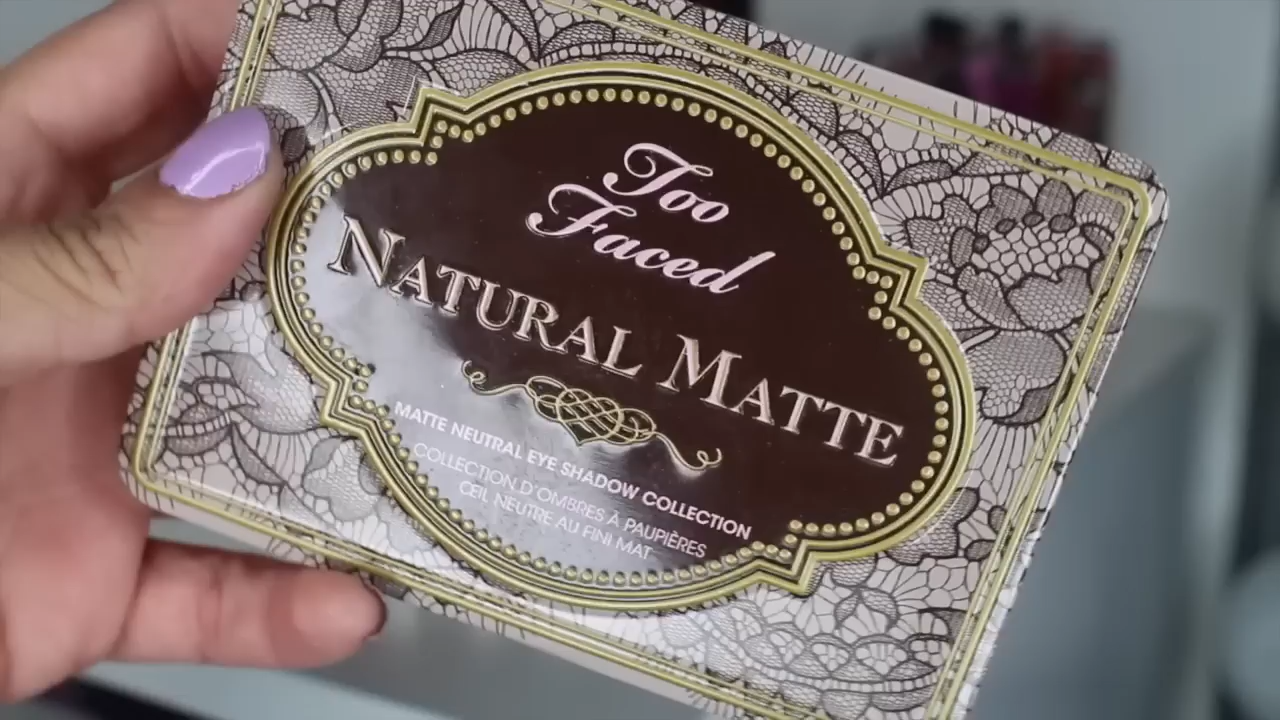 Too
Faced
NATURAL MATTE
MATTE NEUTRAL EYE SHADOW COLLECTION
COLLECTION D'OMBRES À PAUPIÈRES
ŒIL NEUTRE AU FINI MAT